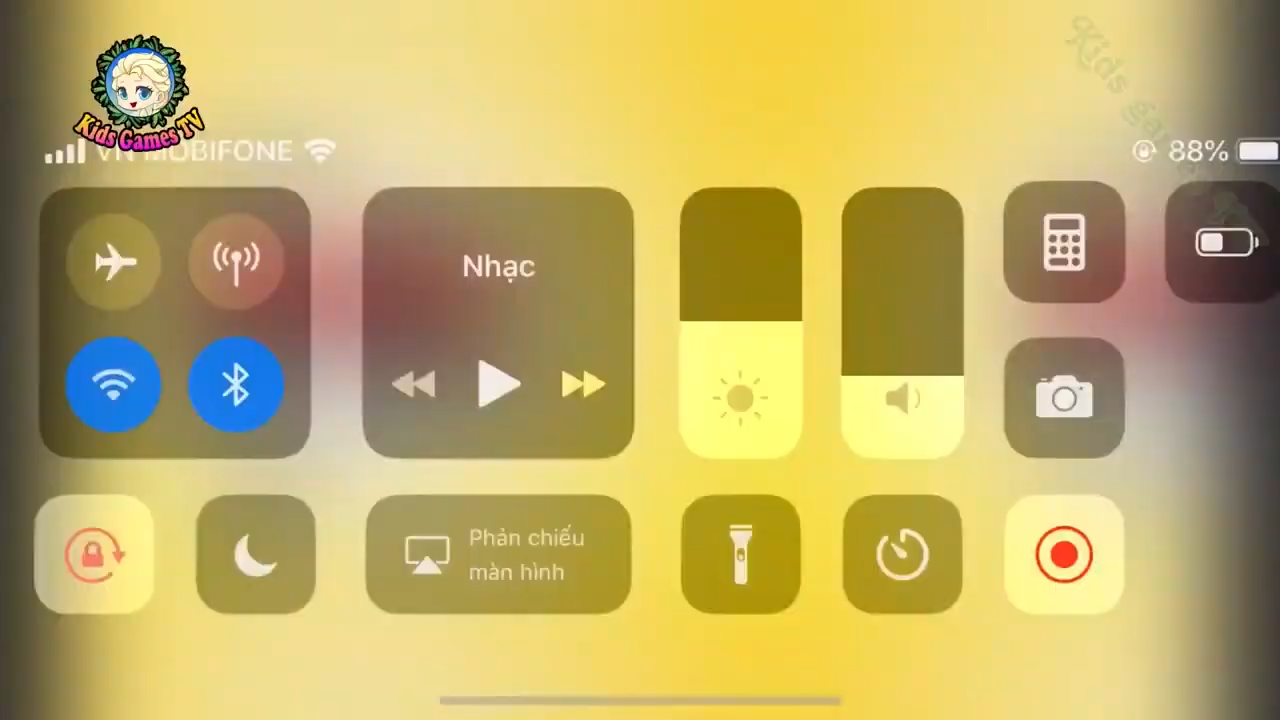 Kids Games TV
VN MOBIFONE
88%
Nhạc
Phản chiếu
màn hình